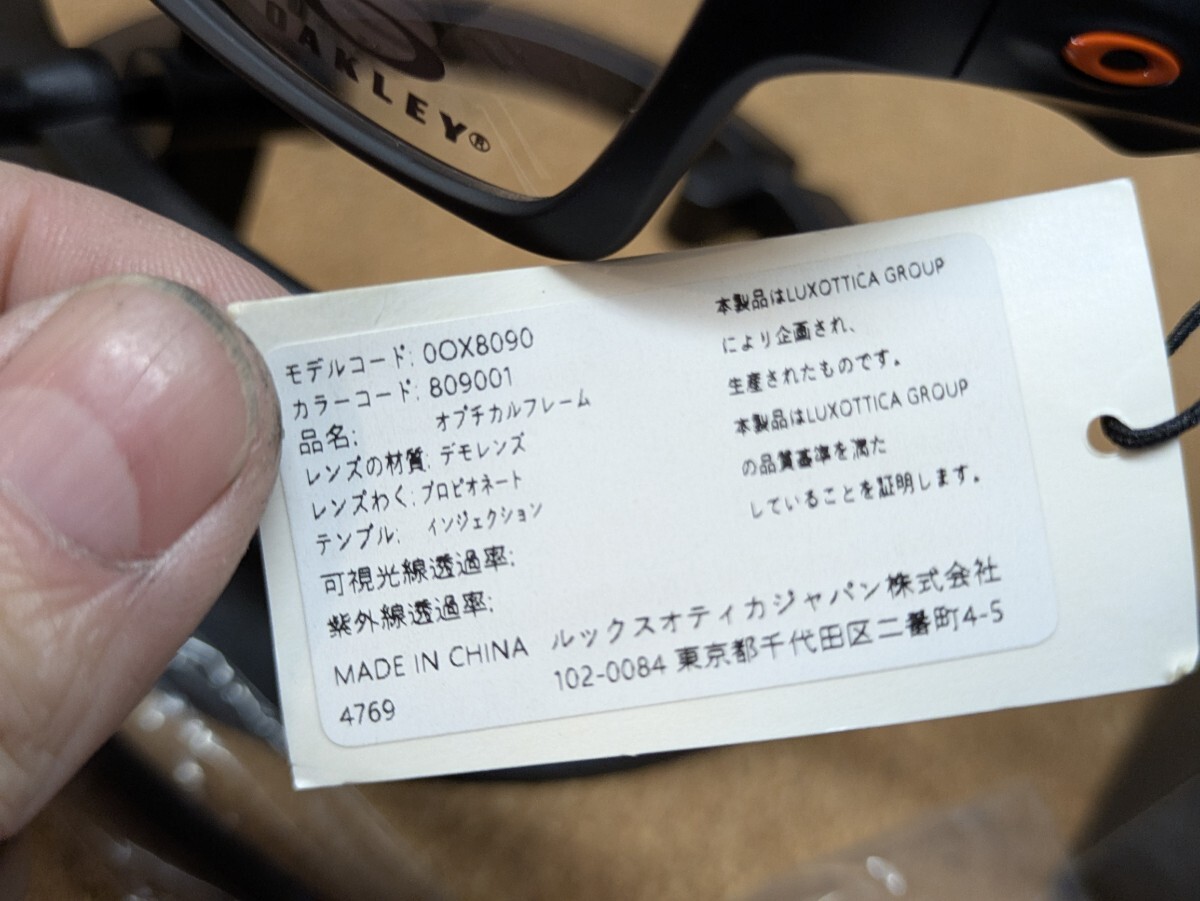 OAKLEY®
モデルコード: 0OX8090
カラーコード: 809001
品名: オプチカルフレーム
レンズの材質: デモレンズ
レンズわく: プロピオネート
テンプル: インジェクション
可視光線透過率:
紫外線透過率:
MADE IN CHINA
4769
本製品はLUXOTTICA GROUP
により企画され、
生産されたものです。
本製品はLUXOTTICA GROUP
の品質基準を満た
していることを証明します。
ルックスオティカジャパン株式会社
102-0084 東京都千代田区二番町4-5